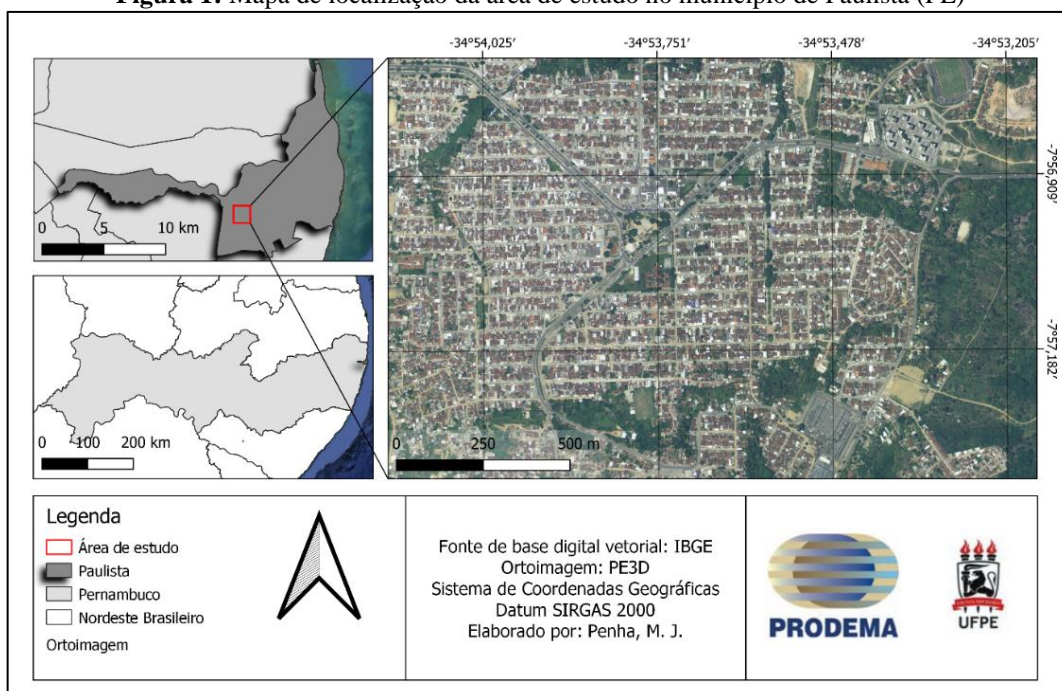 Figura 1: Mapa de localização da área de estudo no município de Paulista (PE)
-34°54,025'
-34°53,751'
-34°53,478'
-34°53,205'
-7°56,909'
-7°57,182'
0 5 10 km
0 100 200 km
0 250 500 m
Legenda
Área de estudo
Paulista
Pernambuco
Nordeste Brasileiro
Ortoimagem
Fonte de base digital vetorial: IBGE
Ortoimagem: PE3D
Sistema de Coordenadas Geográficas
Datum SIRGAS 2000
Elaborado por: Penha, M. J.
PRODEMA
UFPE